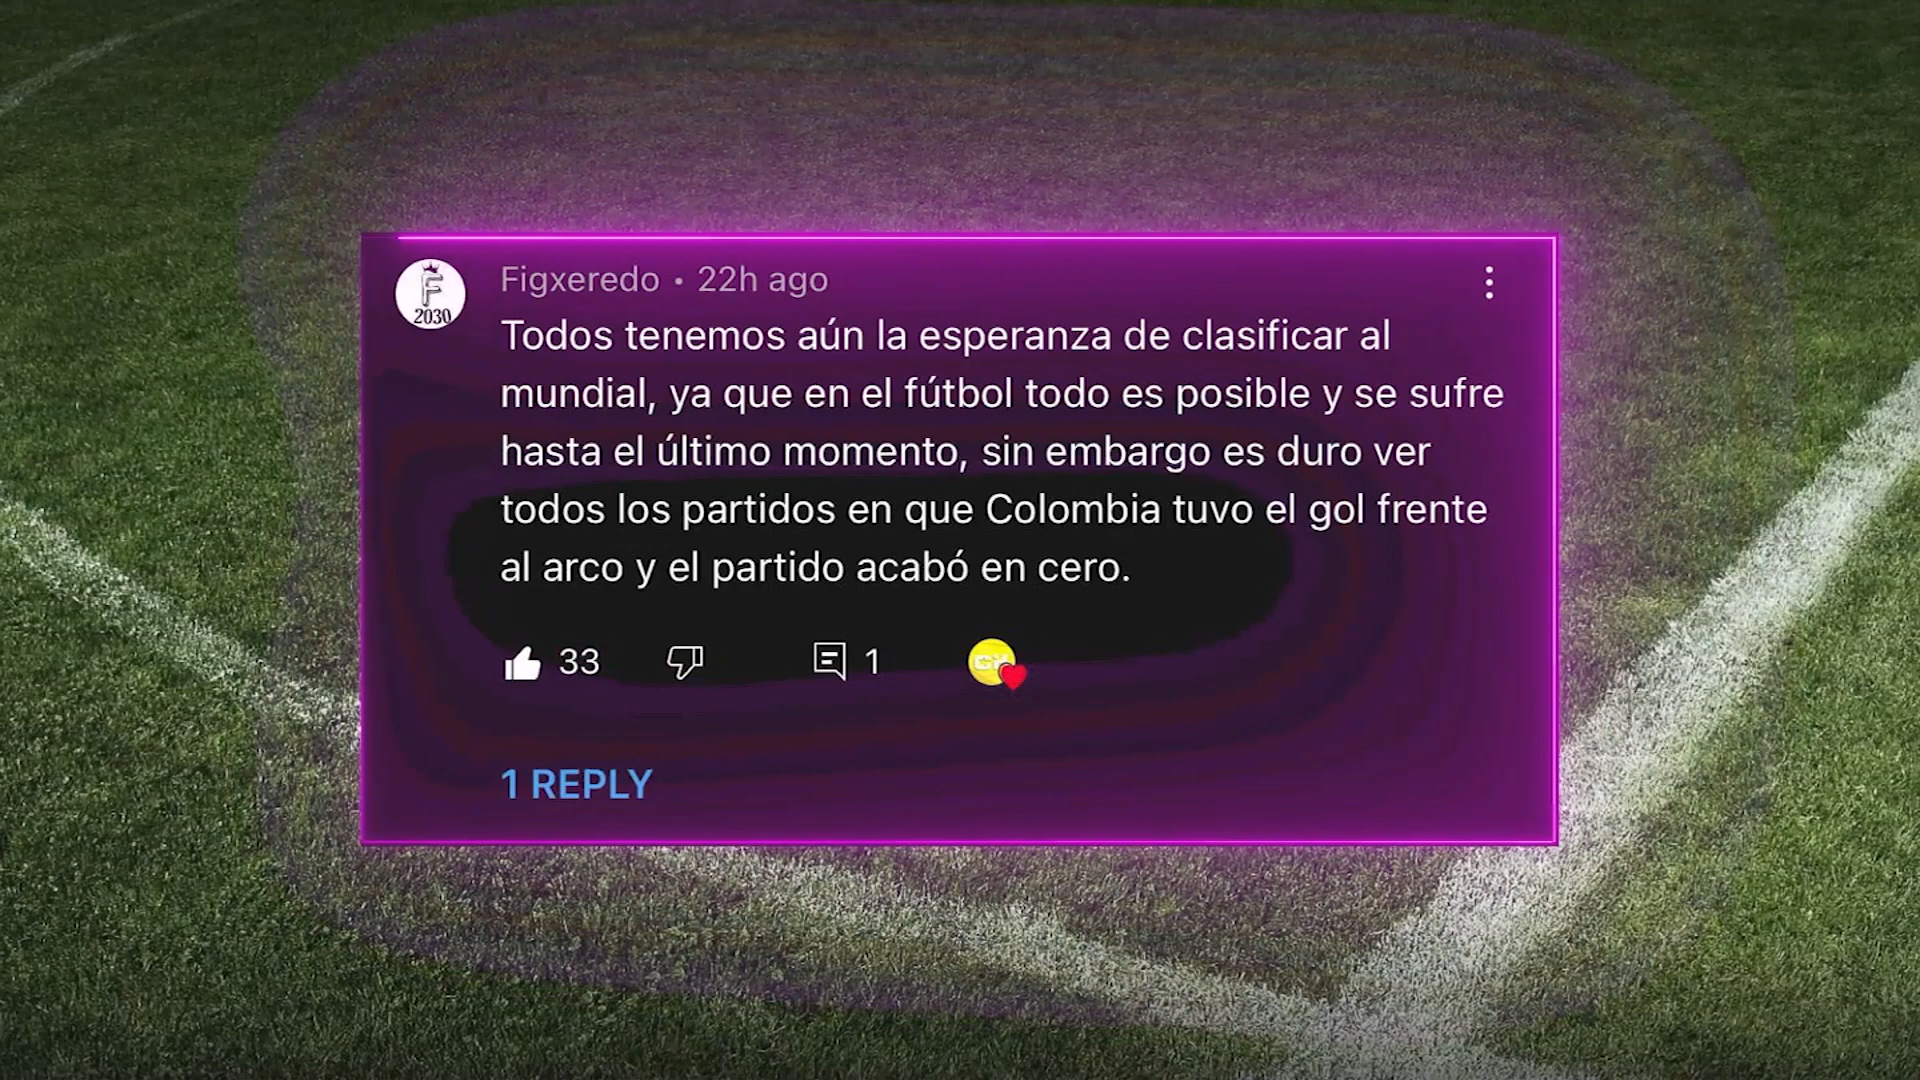 F
2030
Figxeredo • 22h ago
Todos tenemos aún la esperanza de clasificar al
mundial, ya que en el fútbol todo es posible y se sufre
hasta el último momento, sin embargo es duro ver
todos los partidos en que Colombia tuvo el gol frente
al arco y el partido acabó en cero.
33
1
1 REPLY